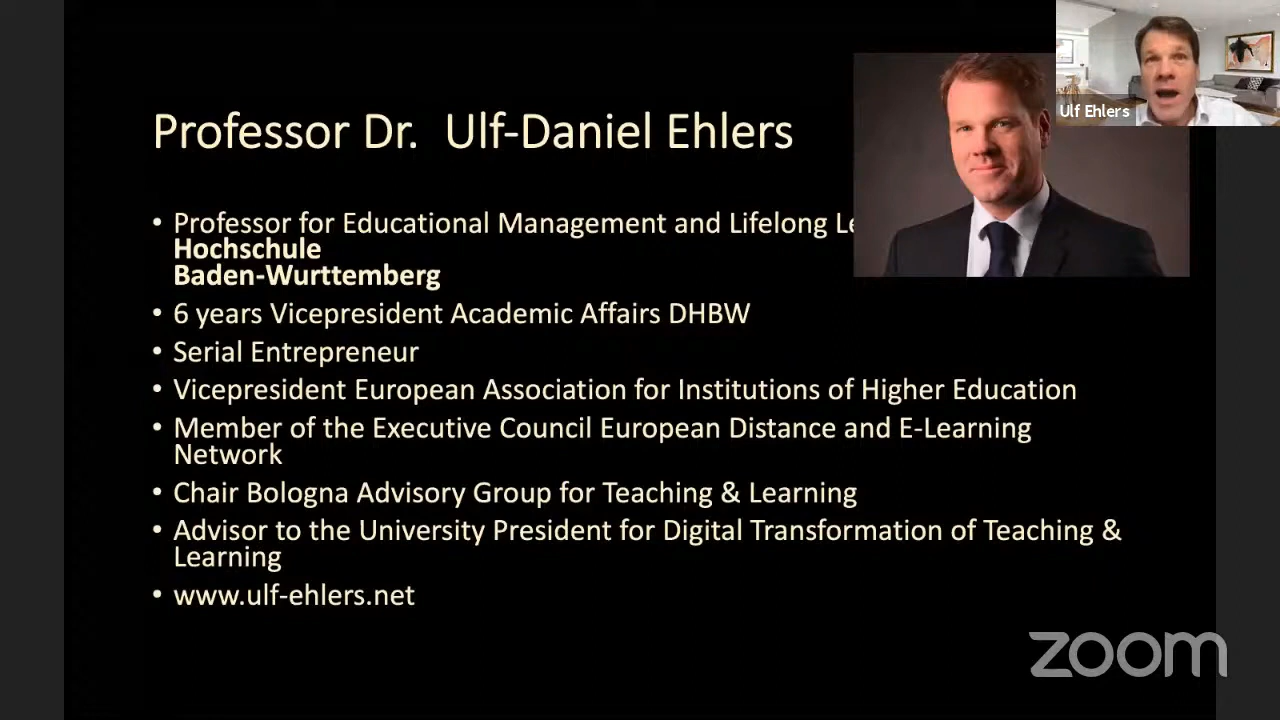 Ulf Ehlers
Professor Dr. Ulf-Daniel Ehlers
• Professor for Educational Management and Lifelong
Hochschule
Baden-Wurttemberg
• 6 years Vicepresident Academic Affairs DHBW
• Serial Entrepreneur
• Vicepresident European Association for Institutions of Higher Education
• Member of the Executive Council European Distance and E-Learning
Network
• Chair Bologna Advisory Group for Teaching & Learning
• Advisor to the University President for Digital Transformation of Teaching &
Learning
• www.ulf-ehlers.net
zoom